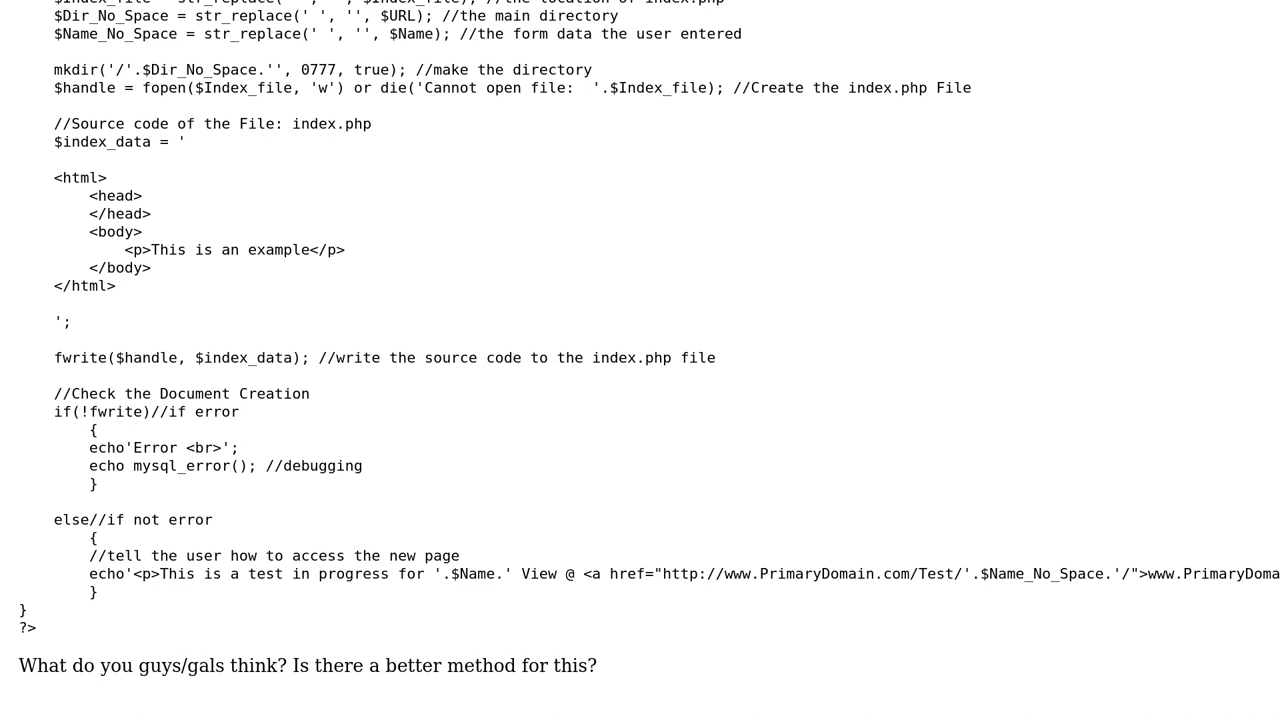 $Dir_No_Space = str_replace(' ', '', $URL); //the main directory
$Name_No_Space = str_replace(' ', '', $Name); //the form data the user entered
mkdir('/'.$Dir_No_Space.'', 0777, true); //make the directory
$handle = fopen($Index_file, 'w') or die('Cannot open file:  '.$Index_file); //Create the index.php File
//Source code of the File: index.php
$index_data = '
<html>
<head>
</head>
<body>
<p>This is an example</p>
</body>
</html>
';
fwrite($handle, $index_data); //write the source code to the index.php file
//Check the Document Creation
if(!fwrite)//if error
{
echo'Error <br>';
echo mysql_error(); //debugging
}
else//if not error
{
//tell the user how to access the new page
echo'<p>This is a test in progress for '.$Name.' View @ <a href="http://www.PrimaryDomain.com/Test/'.$Name_No_Space.'/">www.PrimaryDoma
}
}
?>
What do you guys/gals think? Is there a better method for this?